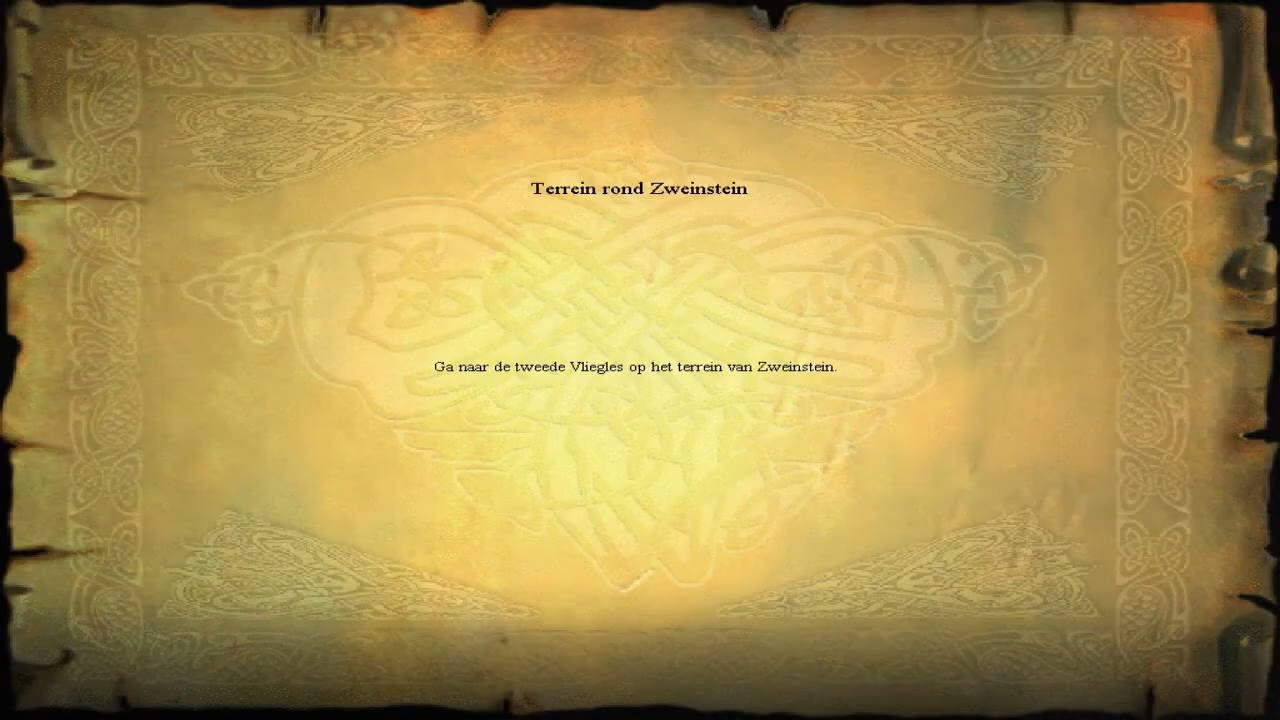 Terrein rond Zweinstein
Ga naar de tweede Vliegles op het terrein van Zweinstein.